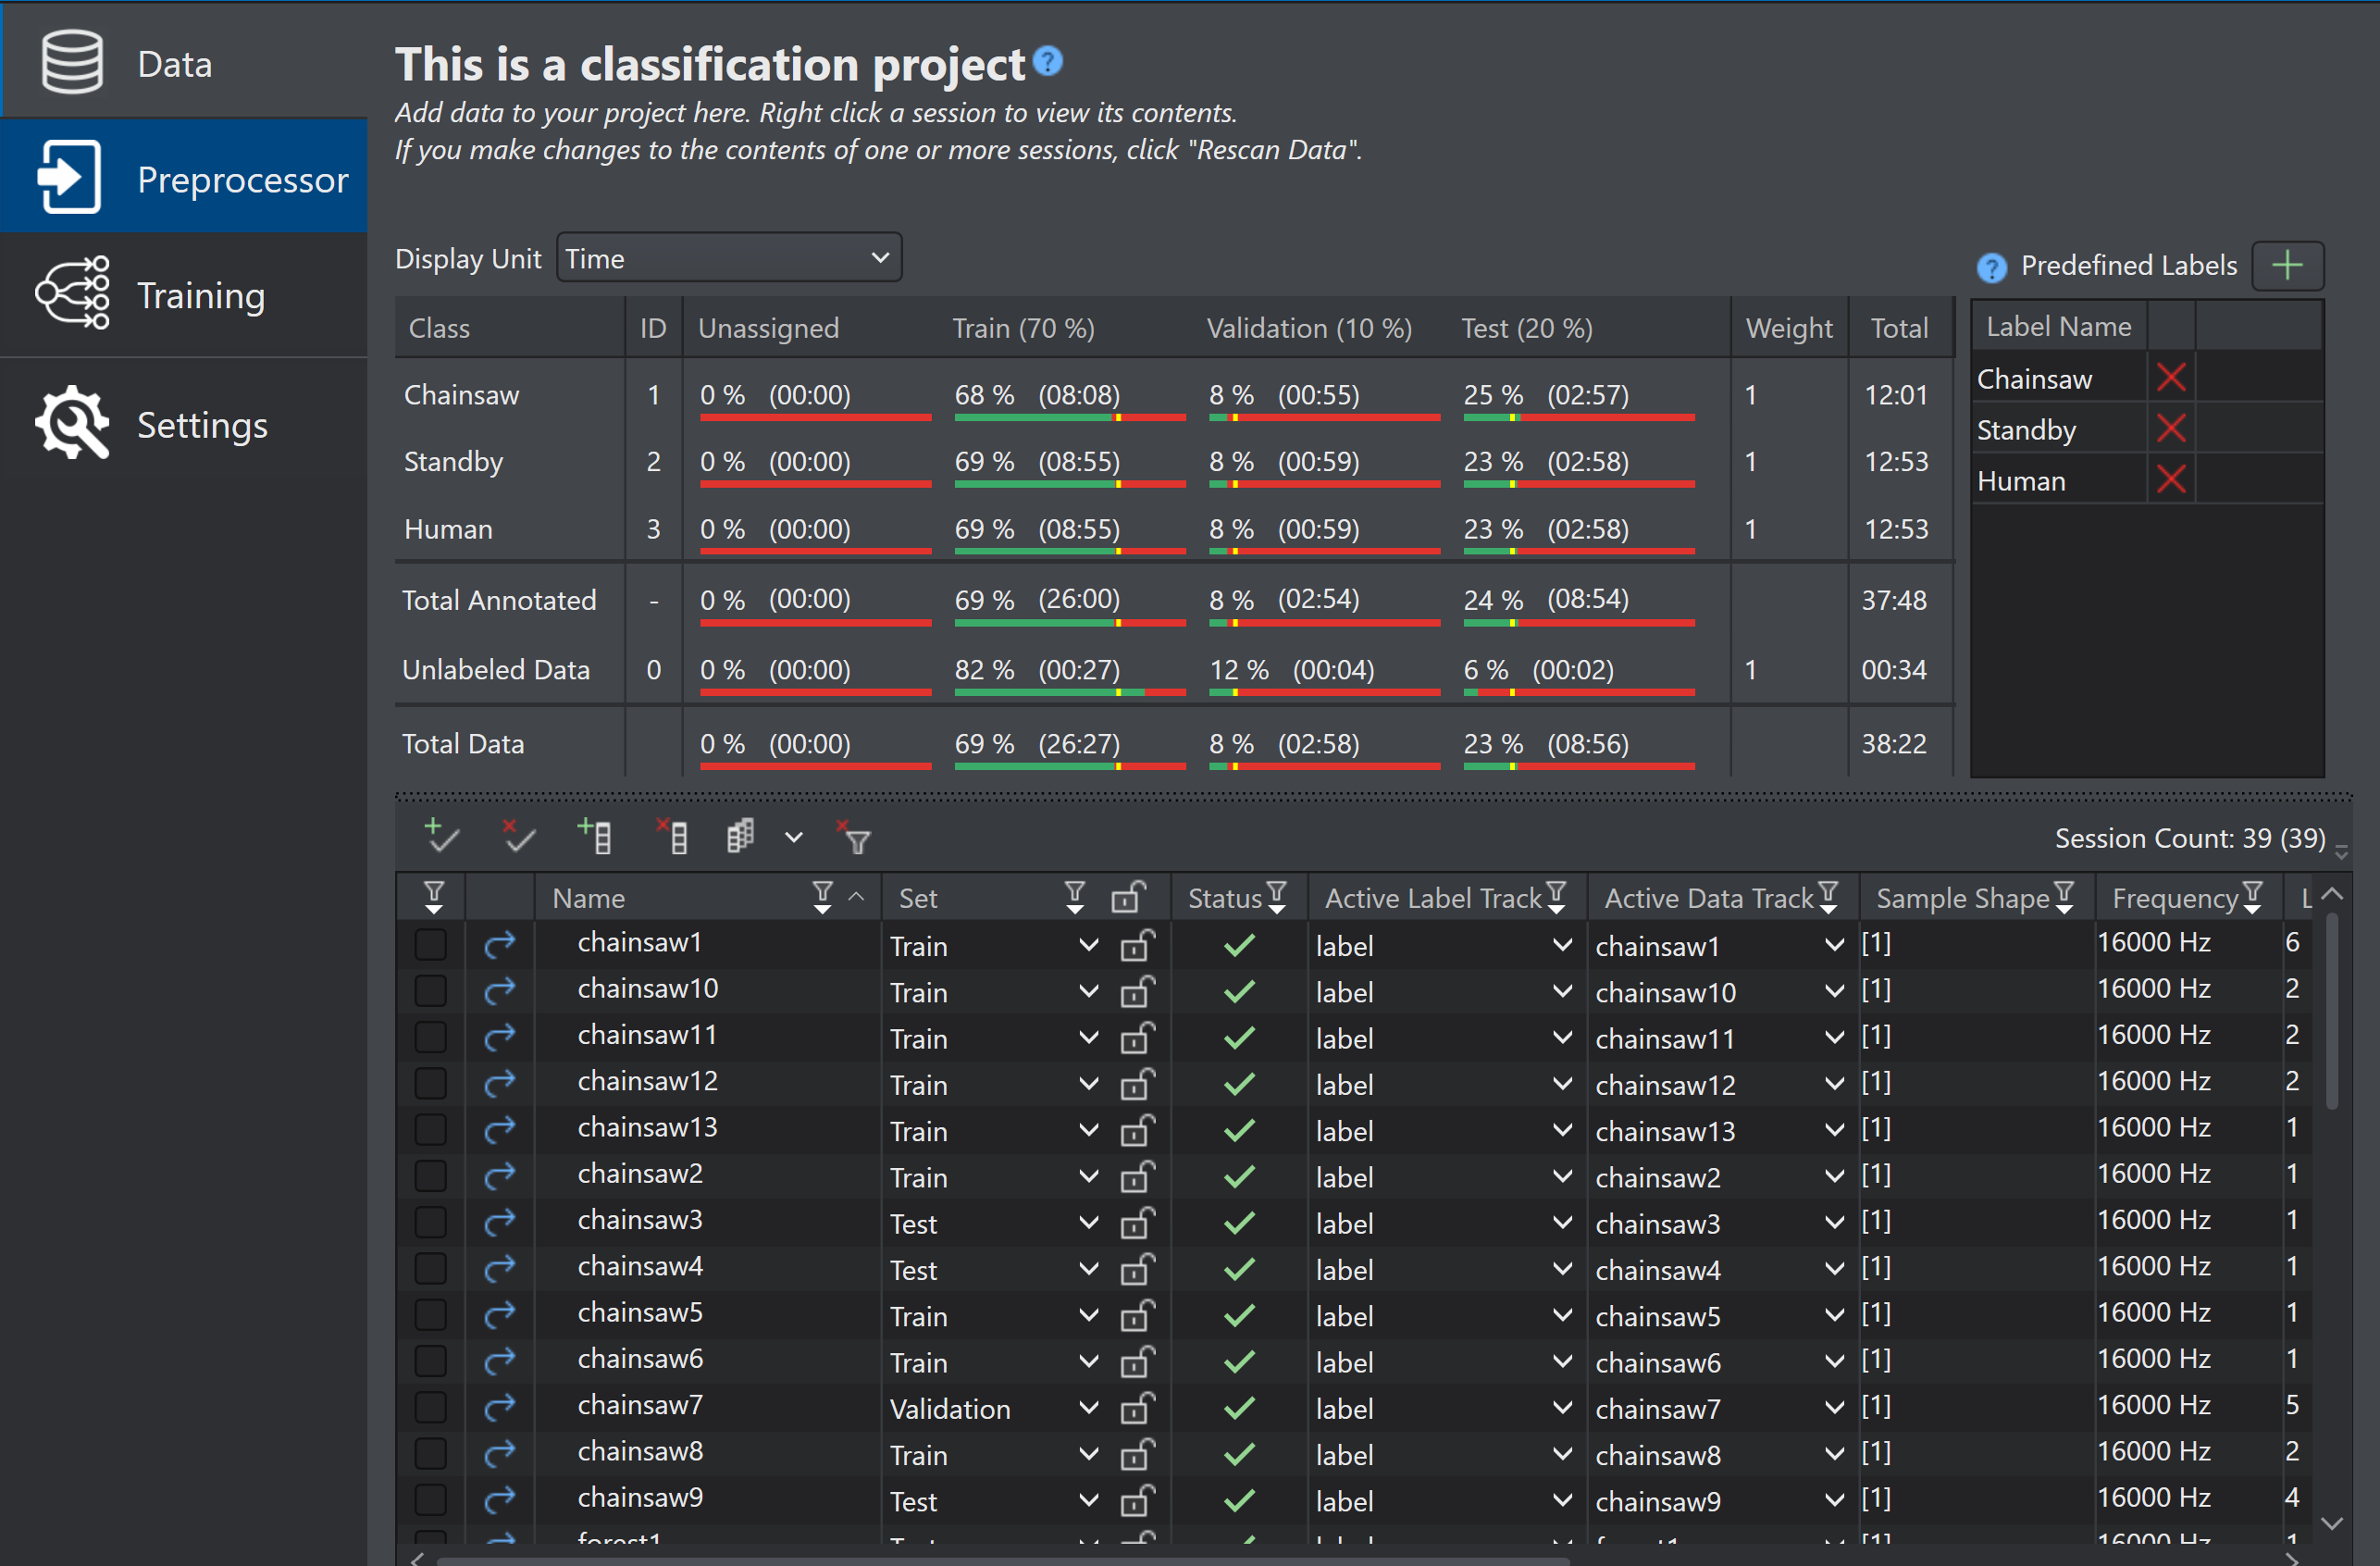 Data
Preprocessor
Training
Settings
This is a classification project
Add data to your project here. Right click a session to view its contents.
If you make changes to the contents of one or more sessions, click "Rescan Data".
Display Unit Time
Predefined Labels
Class ID Unassigned Train (70 %) Validation (10 %) Test (20 %) Weight Total
Chainsaw 1 0 % (00:00) 68 % (08:08) 8 % (00:55) 25 % (02:57) 1 12:01
Standby 2 0 % (00:00) 69 % (08:55) 8 % (00:59) 23 % (02:58) 1 12:53
Human 3 0 % (00:00) 69 % (08:55) 8 % (00:59) 23 % (02:58) 1 12:53
Total Annotated - 0 % (00:00) 69 % (26:00) 8 % (02:54) 24 % (08:54) 37:48
Unlabeled Data 0 0 % (00:00) 82 % (00:27) 12 % (00:04) 6 % (00:02) 1 00:34
Total Data 0 % (00:00) 69 % (26:27) 8 % (02:58) 23 % (08:56) 38:22
Label Name
Chainsaw
Standby
Human
Session Count: 39 (39)
Name Set Status Active Label Track Active Data Track Sample Shape Frequency
chainsaw1 Train label chainsaw1 [1] 16000 Hz 6
chainsaw10 Train label chainsaw10 [1] 16000 Hz 2
chainsaw11 Train label chainsaw11 [1] 16000 Hz 2
chainsaw12 Train label chainsaw12 [1] 16000 Hz 2
chainsaw13 Train label chainsaw13 [1] 16000 Hz 1
chainsaw2 Train label chainsaw2 [1] 16000 Hz 1
chainsaw3 Test label chainsaw3 [1] 16000 Hz 1
chainsaw4 Test label chainsaw4 [1] 16000 Hz 1
chainsaw5 Train label chainsaw5 [1] 16000 Hz 1
chainsaw6 Train label chainsaw6 [1] 16000 Hz 1
chainsaw7 Validation label chainsaw7 [1] 16000 Hz 5
chainsaw8 Train label chainsaw8 [1] 16000 Hz 2
chainsaw9 Test label chainsaw9 [1] 16000 Hz 4
forest1 [1] 16000 Hz 1